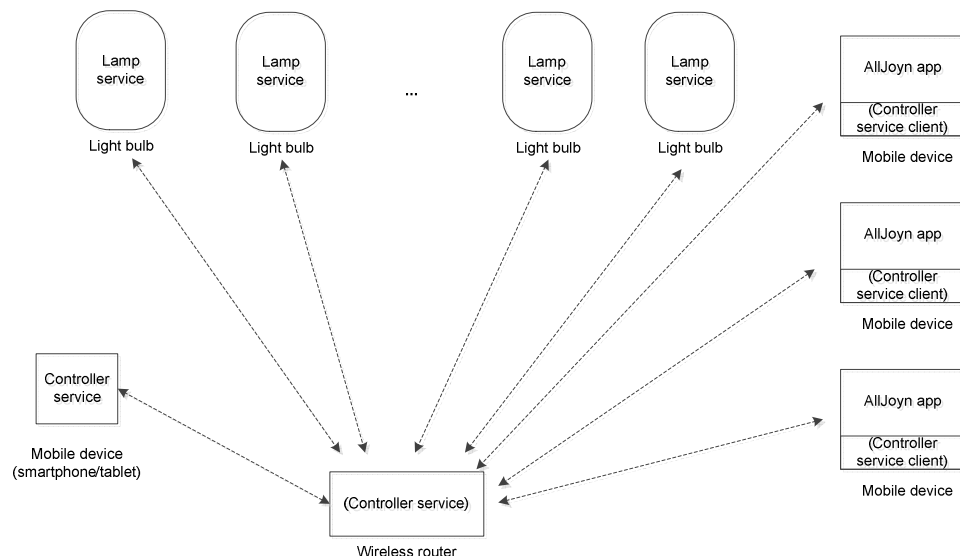 Lamp
service
Light bulb
Lamp
service
Light bulb
...
Lamp
service
Light bulb
Lamp
service
Light bulb
AllJoyn app
(Controller
service client)
Mobile device
AllJoyn app
(Controller
service client)
Mobile device
Controller
service
Mobile device
(smartphone/tablet)
AllJoyn app
(Controller
service client)
Mobile device
(Controller service)
Wireless router